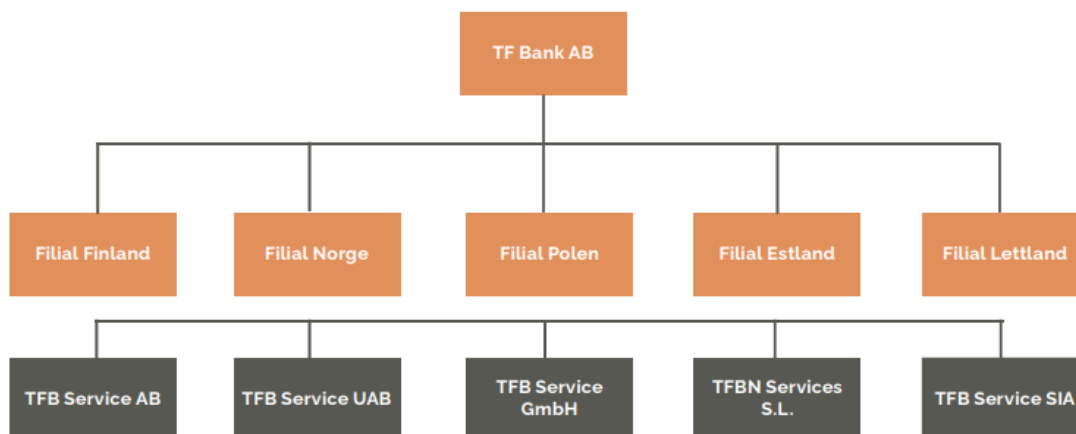 TF Bank AB
Filial Finland
Filial Norge
Filial Polen
Filial Estland
Filial Lettland
TFB Service AB
TFB Service UAB
TFB Service
GmbH
TFBN Services
S.L.
TFB Service SIA